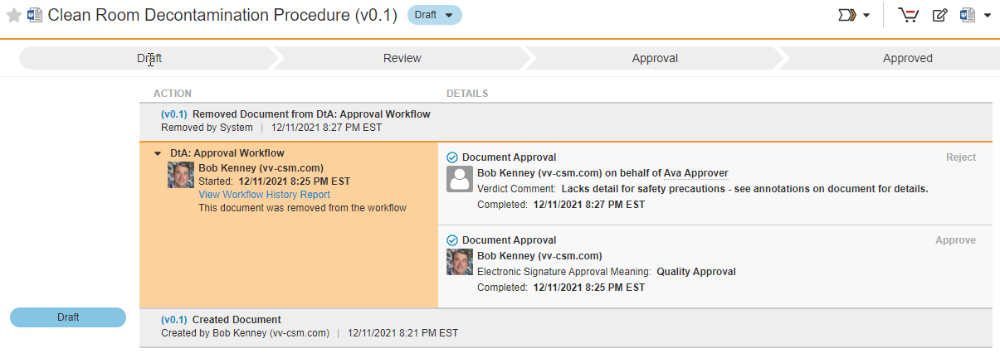 Clean Room Decontamination Procedure (v0.1) Draft
Draft Review Approval Approved
ACTION DETAILS
(v0.1) Removed Document from DtA: Approval Workflow
Removed by System | 12/11/2021 8:27 PM EST
DtA: Approval Workflow
Bob Kenney (vv-csm.com)
Started: 12/11/2021 8:25 PM EST
View Workflow History Report
This document was removed from the workflow
Document Approval Reject
Bob Kenney (vv-csm.com) on behalf of Ava Approver
Verdict Comment: Lacks detail for safety precautions - see annotations on document for details.
Completed: 12/11/2021 8:27 PM EST
Document Approval Approve
Bob Kenney (vv-csm.com)
Electronic Signature Approval Meaning: Quality Approval
Completed: 12/11/2021 8:25 PM EST
Draft
(v0.1) Created Document
Created by Bob Kenney (vv-csm.com) | 12/11/2021 8:21 PM EST